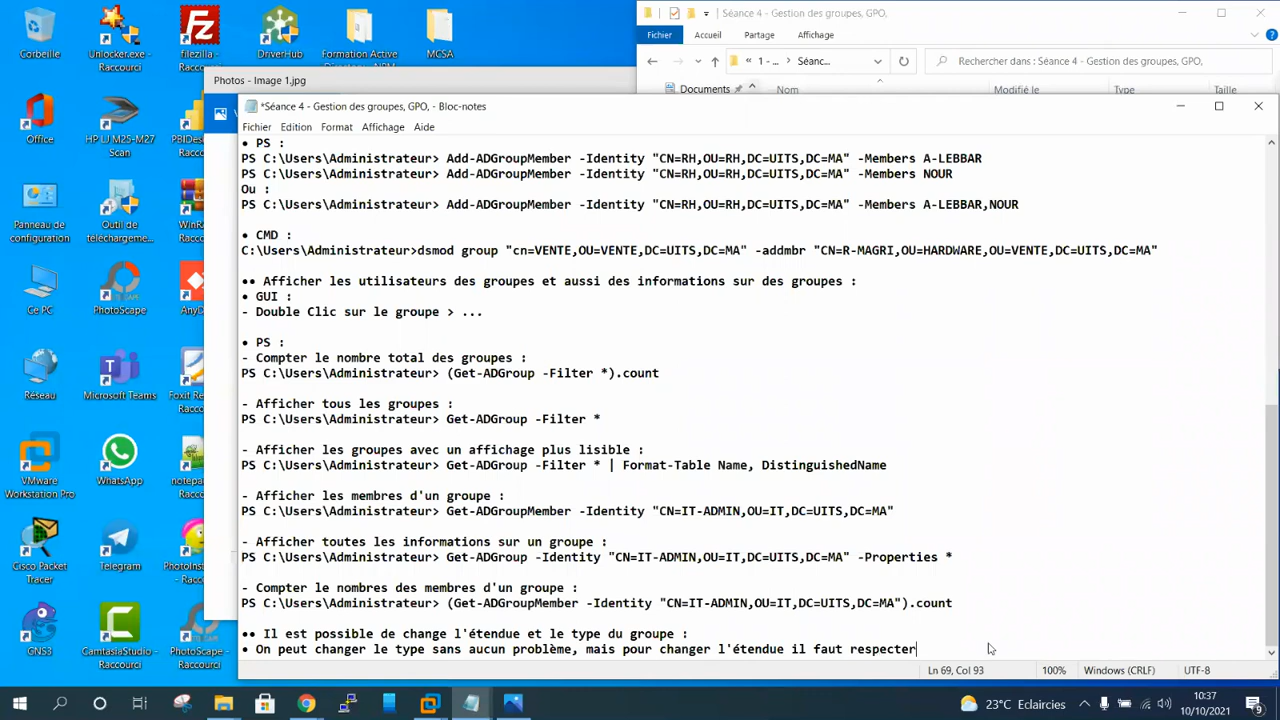 Corbeille
Unlocker.exe -
Raccourci
filezilla -
Raccourci
DriverHub
Formation Active
MCSA
Office
HP LJ M25-M27
Scan
Panneau de
configuration
Outil de
téléchargeme...
Ce PC
PhotoScape
Réseau
Microsoft Teams
VMware
Workstation Pro
WhatsApp
Cisco Packet
Tracer
Telegram
GNS3
CamtasiaStudio
- Raccourci
PhotoScape -
Raccourci
Séance 4 - Gestion des groupes, GPO,
Fichier Accueil Partage Affichage
« 1 - ... Séanc... Rechercher dans : Séance 4 - Gestion des groupes, GPO,
Documents Nom Modifié le Type Taille
Photos - Image 1.jpg
*Séance 4 - Gestion des groupes, GPO, - Bloc-notes
Fichier Edition Format Affichage Aide
• PS :
PS C:\Users\Administrateur> Add-ADGroupMember -Identity "CN=RH,OU=RH,DC=UITS,DC=MA" -Members A-LEBBAR
PS C:\Users\Administrateur> Add-ADGroupMember -Identity "CN=RH,OU=RH,DC=UITS,DC=MA" -Members NOUR
Ou :
PS C:\Users\Administrateur> Add-ADGroupMember -Identity "CN=RH,OU=RH,DC=UITS,DC=MA" -Members A-LEBBAR,NOUR
• CMD :
C:\Users\Administrateur>dsmod group "cn=VENTE,OU=VENTE,DC=UITS,DC=MA" -addmbr "CN=R-MAGRI,OU=HARDWARE,OU=VENTE,DC=UITS,DC=MA"
•• Afficher les utilisateurs des groupes et aussi des informations sur des groupes :
• GUI :
- Double Clic sur le groupe > ...
• PS :
- Compter le nombre total des groupes :
PS C:\Users\Administrateur> (Get-ADGroup -Filter *).count
- Afficher tous les groupes :
PS C:\Users\Administrateur> Get-ADGroup -Filter *
- Afficher les groupes avec un affichage plus lisible :
PS C:\Users\Administrateur> Get-ADGroup -Filter * | Format-Table Name, DistinguishedName
- Afficher les membres d'un groupe :
PS C:\Users\Administrateur> Get-ADGroupMember -Identity "CN=IT-ADMIN,OU=IT,DC=UITS,DC=MA"
- Afficher toutes les informations sur un groupe :
PS C:\Users\Administrateur> Get-ADGroup -Identity "CN=IT-ADMIN,OU=IT,DC=UITS,DC=MA" -Properties *
- Compter le nombres des membres d'un groupe :
PS C:\Users\Administrateur> (Get-ADGroupMember -Identity "CN=IT-ADMIN,OU=IT,DC=UITS,DC=MA").count
•• Il est possible de change l'étendue et le type du groupe :
• On peut changer le type sans aucun problème, mais pour changer l'étendue il faut respecter
Ln 69, Col 93 100% Windows (CRLF) UTF-8
23°C Eclaircies
10:37
10/10/2021